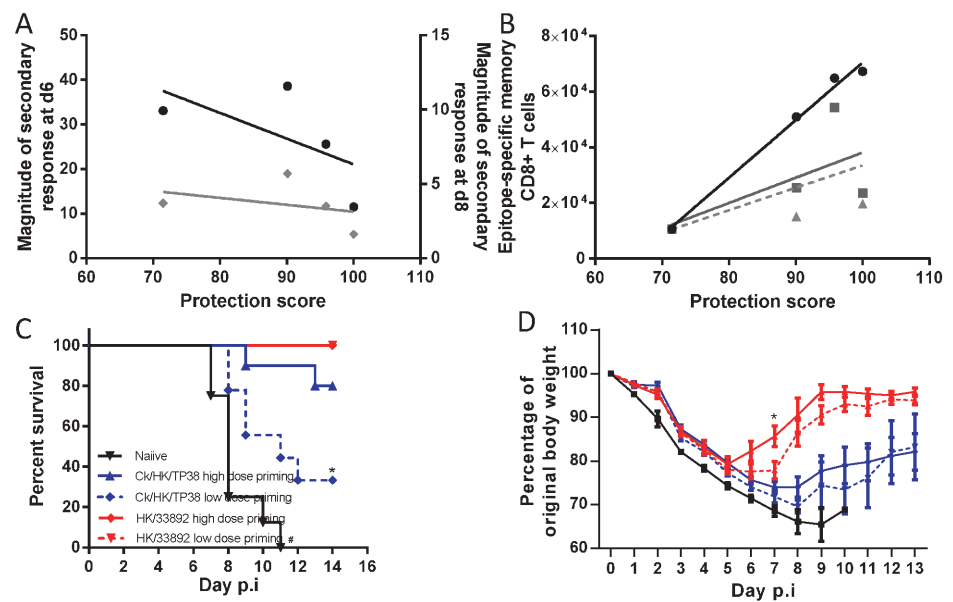 A
Magnitude of secondary
response at d6
50
40
30
20
10
0
15
10
5
0
Magnitude of secondary
response at d8
60 70 80 90 100 110
Protection score
B
Epitope-specific memory
CD8+ T cells
8×10⁴
6×10⁴
4×10⁴
2×10⁴
0
60 70 80 90 100 110
Protection score
C
Percent survival
100
80
60
40
20
0
Naiive
Ck/HK/TP38 high dose priming
Ck/HK/TP38 low dose priming
HK/33892 high dose priming
HK/33892 low dose priming
*
#
0 2 4 6 8 10 12 14 16
Day p.i
D
Percentage of
original body weight
110
100
90
80
70
60
*
0 1 2 3 4 5 6 7 8 9 10 11 12 13
Day p.i